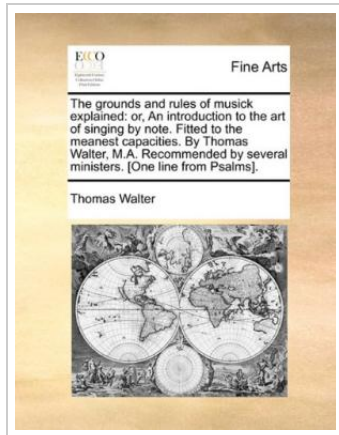 ECCO
Fine Arts
The grounds and rules of musick
explained: or, An introduction to the art
of singing by note. Fitted to the
meanest capacities. By Thomas
Walter, M.A. Recommended by several
ministers. [One line from Psalms].
Thomas Walter